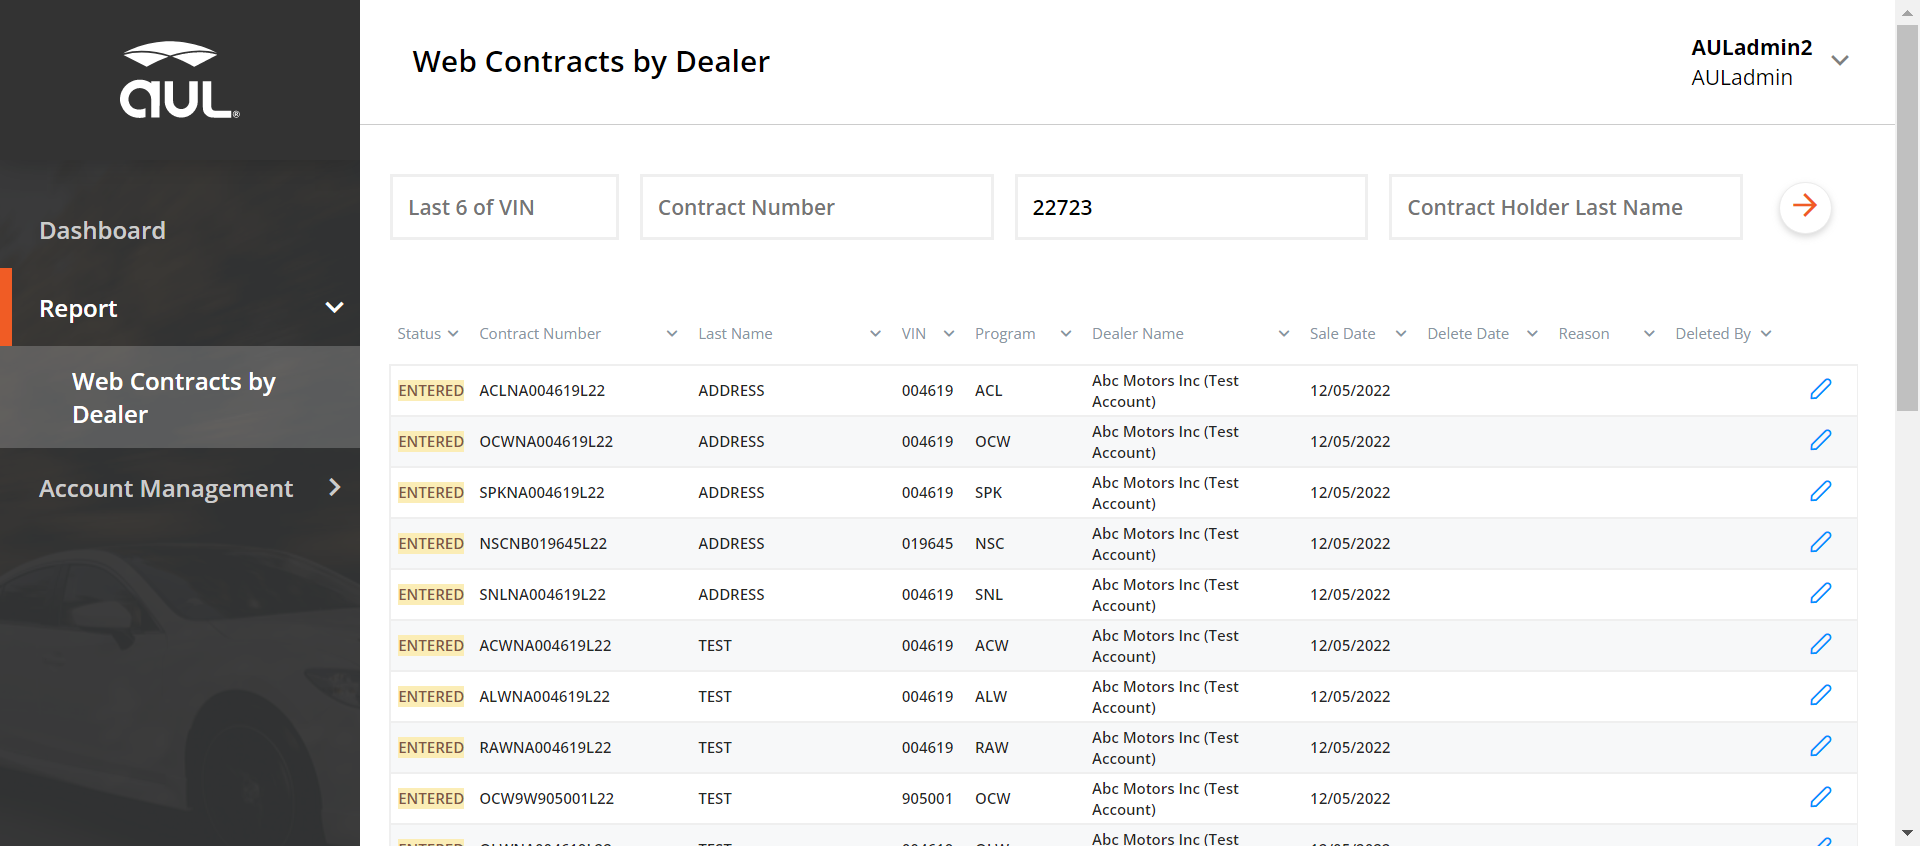 aUL®
Web Contracts by Dealer
AULadmin2
AULadmin
Dashboard
Report
Web Contracts by
Dealer
Account Management
Last 6 of VIN
Contract Number
22723
Contract Holder Last Name
Status Contract Number Last Name VIN Program Dealer Name Sale Date Delete Date Reason Deleted By
ENTERED ACLNA004619L22 ADDRESS 004619 ACL Abc Motors Inc (Test Account) 12/05/2022
ENTERED OCWNA004619L22 ADDRESS 004619 OCW Abc Motors Inc (Test Account) 12/05/2022
ENTERED SPKNA004619L22 ADDRESS 004619 SPK Abc Motors Inc (Test Account) 12/05/2022
ENTERED NSCNB019645L22 ADDRESS 019645 NSC Abc Motors Inc (Test Account) 12/05/2022
ENTERED SNLNA004619L22 ADDRESS 004619 SNL Abc Motors Inc (Test Account) 12/05/2022
ENTERED ACWNA004619L22 TEST 004619 ACW Abc Motors Inc (Test Account) 12/05/2022
ENTERED ALWNA004619L22 TEST 004619 ALW Abc Motors Inc (Test Account) 12/05/2022
ENTERED RAWNA004619L22 TEST 004619 RAW Abc Motors Inc (Test Account) 12/05/2022
ENTERED OCW9W905001L22 TEST 905001 OCW Abc Motors Inc (Test Account) 12/05/2022
Abc Motors Inc (Test